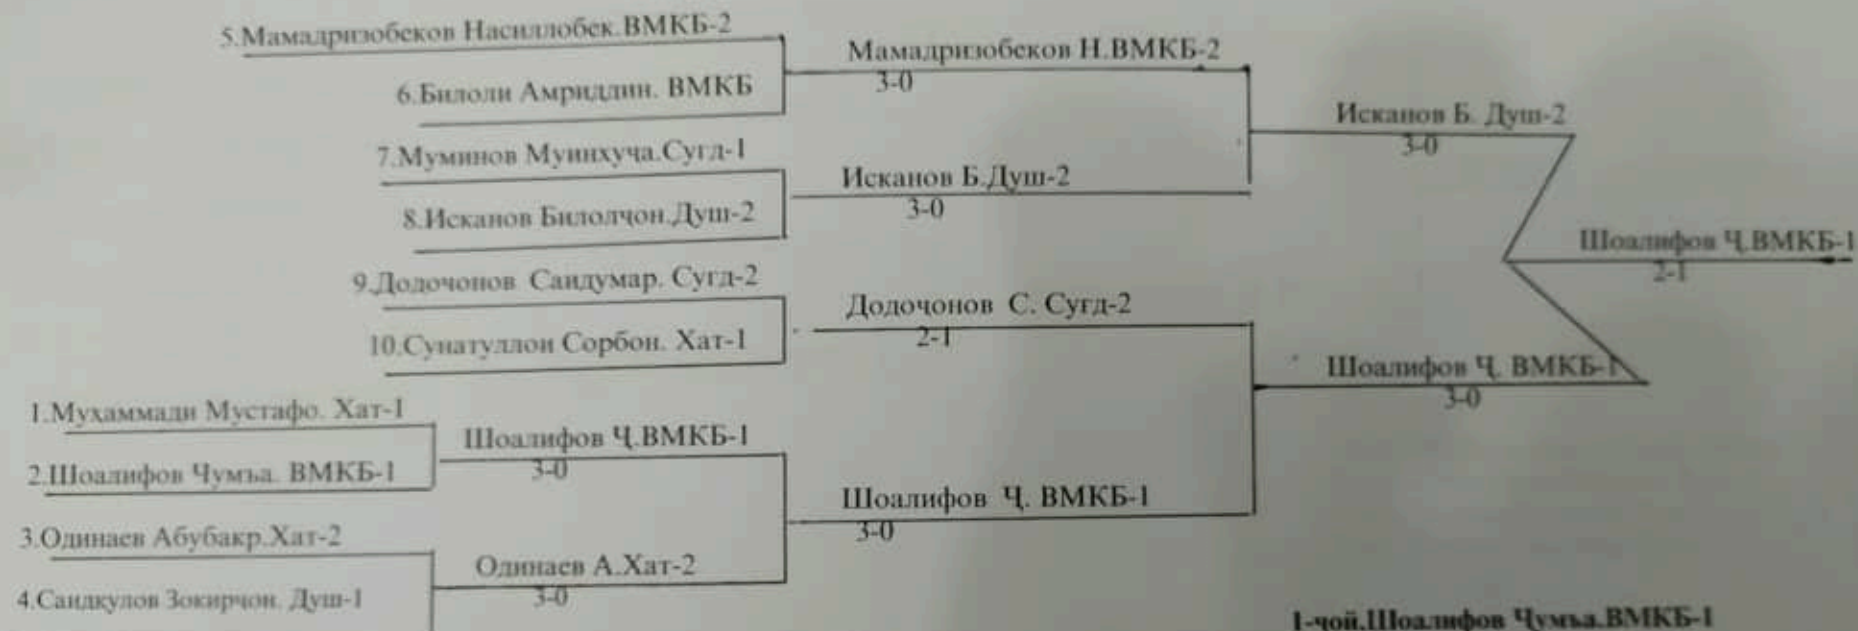 5.Мамадризобеков Насиллобек.ВМКБ-2
6.Билоли Амриддин. ВМКБ
7.Муминов Муинхуча.Сугд-1
8.Исканов Билолҷон.Душ-2
9.Додочонов Саидумар. Сугд-2
10.Сунатуллои Сорбон. Хат-1
1.Мухаммади Мустафо. Хат-1
2.Шоалифов Чумъа. ВМКБ-1
3.Одинаев Абубакр.Хат-2
4.Саидкулов Зокирчон. Душ-1
Шоалифов Ҷ.ВМКБ-1
3-0
Одинаев А.Хат-2
3-0
Мамадризобеков Н.ВМКБ-2
3-0
Исканов Б.Душ-2
3-0
Додочонов С. Сугд-2
2-1
Шоалифов Ҷ. ВМКБ-1
3-0
Исканов Б. Душ-2
3-0
Шоалифов Ҷ. ВМКБ-1
3-0
Шоалифов Ҷ.ВМКБ-1
2-1
1-чой.Шоалифов Чумъа.ВМКБ-1